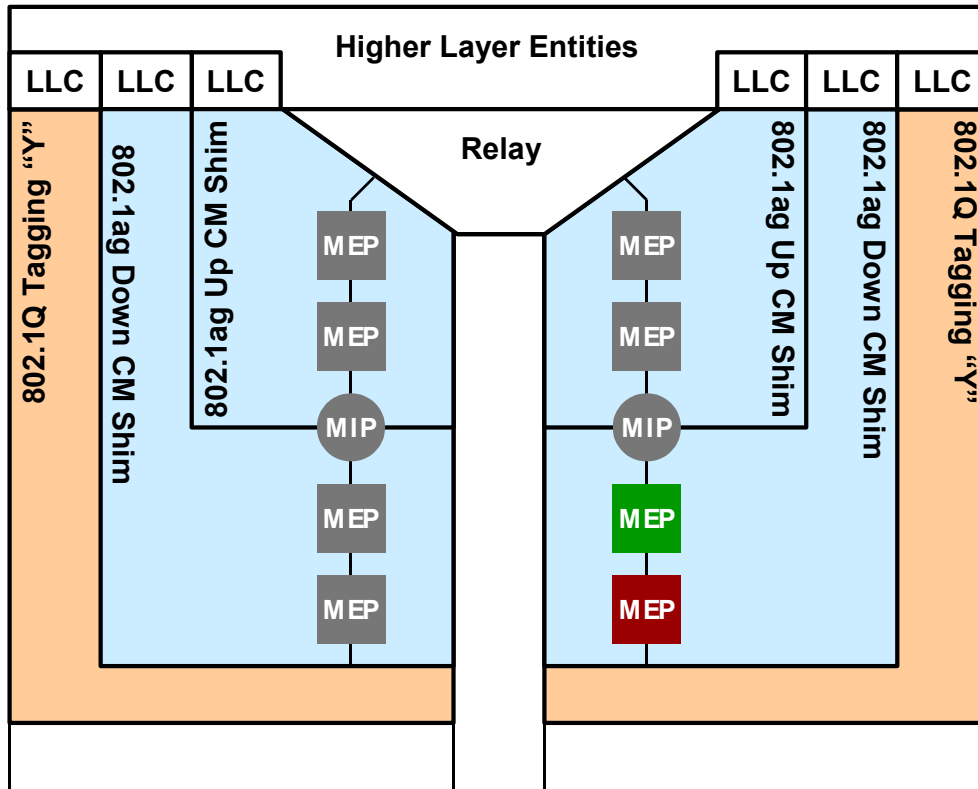 Higher Layer Entities
LLC
LLC
LLC
LLC
LLC
LLC
Relay
802.1Q Tagging “Y”
802.1ag Down CM Shim
802.1ag Up CM Shim
802.1ag Up CM Shim
802.1ag Down CM Shim
802.1Q Tagging “Y”
MEP
MEP
MEP
MEP
MIP
MIP
MEP
MEP
MEP
MEP